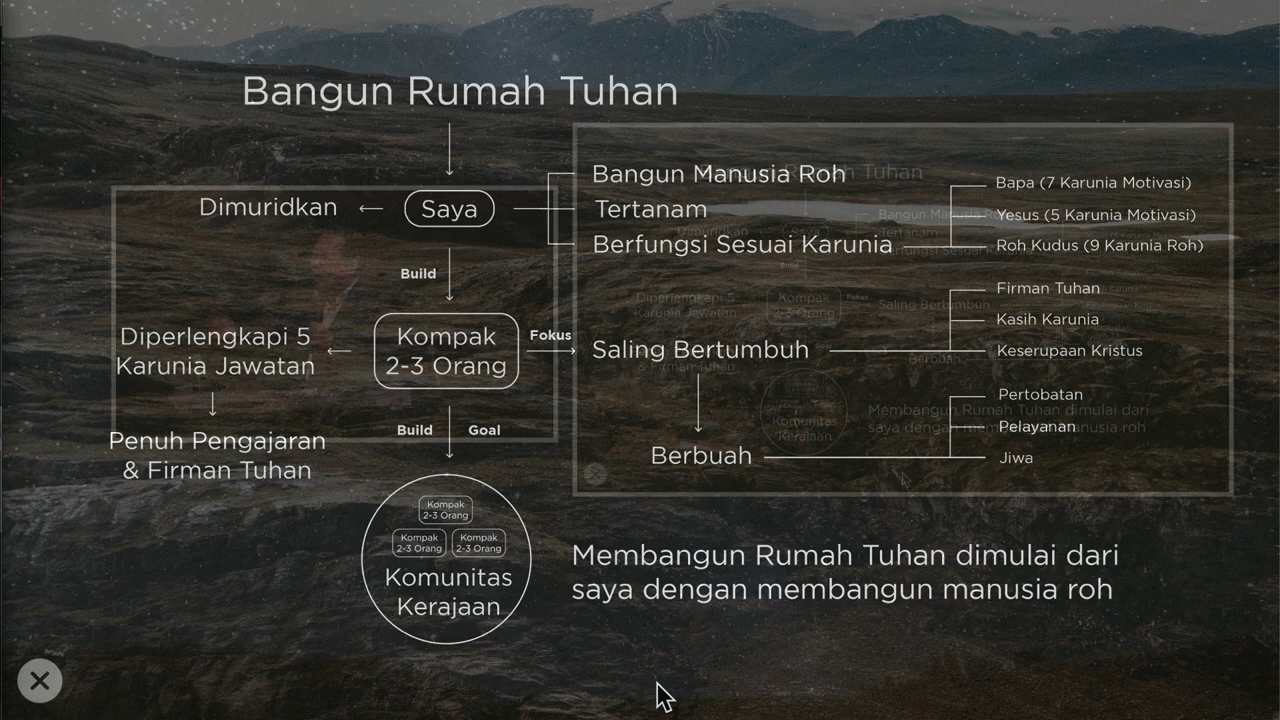 Bangun Rumah Tuhan
Dimuridkan
Saya
Bangun Manusia Roh
Tertanam
Berfungsi Sesuai Karunia
Bapa (7 Karunia Motivasi)
Yesus (5 Karunia Motivasi)
Roh Kudus (9 Karunia Roh)
Build
Diperlengkapi 5
Karunia Jawatan
Kompak
2-3 Orang
Fokus
Saling Bertumbuh
Firman Tuhan
Kasih Karunia
Keserupaan Kristus
Penuh Pengajaran
& Firman Tuhan
Build
Goal
Berbuah
Pertobatan
Pelayanan
Jiwa
Kompak
2-3 Orang
Kompak
2-3 Orang
Kompak
2-3 Orang
Komunitas
Kerajaan
Membangun Rumah Tuhan dimulai dari
saya dengan membangun manusia roh